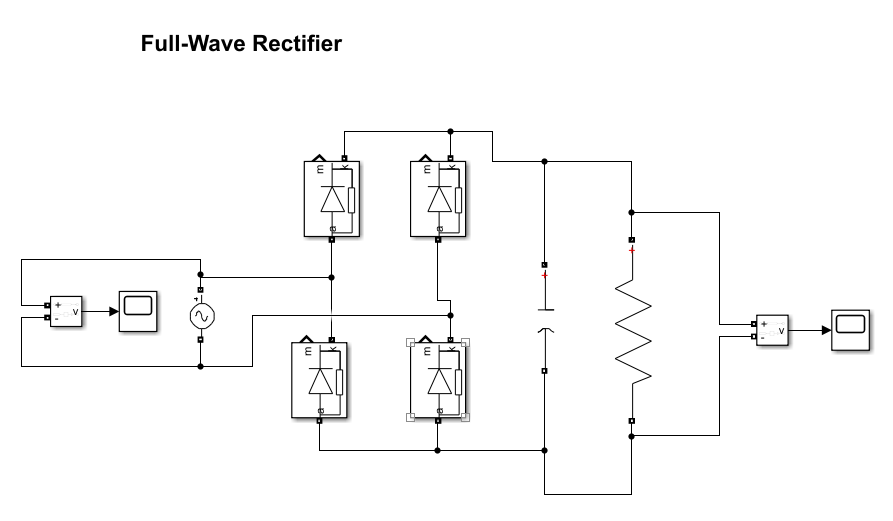 Full-Wave Rectifier
m k
a
m k
a
+
+
+
+
- v
+
- v
m k
a
m k
a